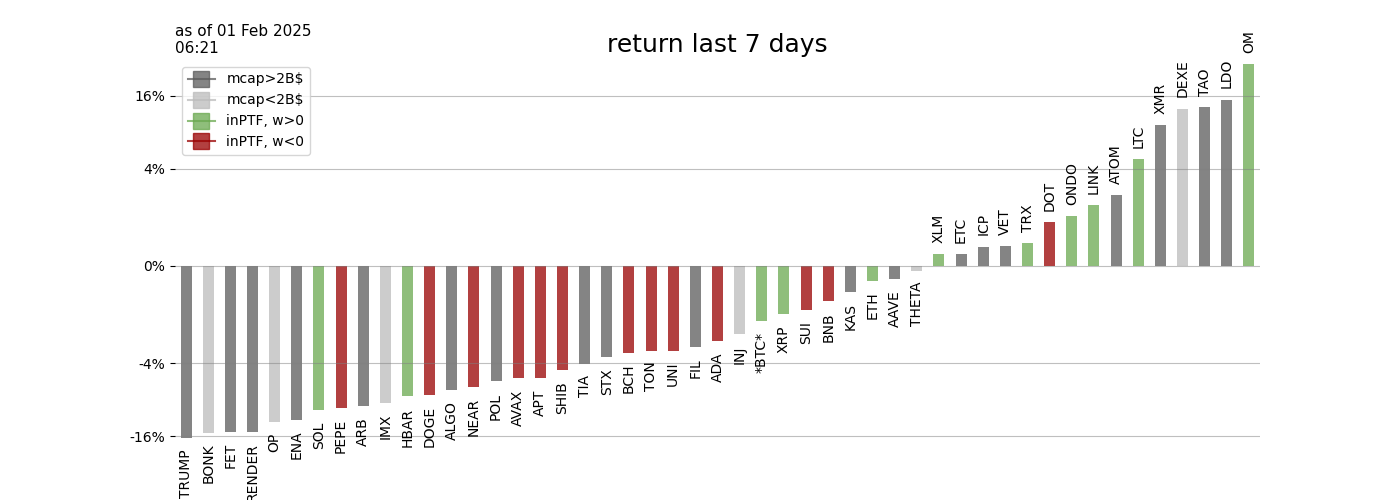 as of 01 Feb 2025
06:21
return last 7 days
mcap>2B$
mcap<2B$
inPTF, w>0
inPTF, w<0
16%
4%
0%
-4%
-16%
TRUMP
BONK
FET
RENDER
OP
ENA
SOL
PEPE
ARB
IMX
HBAR
DOGE
ALGO
NEAR
POL
AVAX
APT
SHIB
TIA
STX
BCH
TON
UNI
FIL
ADA
INJ
*BTC*
XRP
SUI
BNB
KAS
ETH
AAVE
THETA
XLM
ETC
ICP
VET
TRX
DOT
ONDO
LINK
ATOM
LTC
XMR
DEXE
TAO
LDO
OM